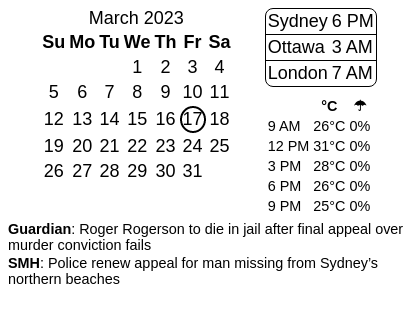 March 2023
Su Mo Tu We Th Fr Sa
1 2 3 4
5 6 7 8 9 10 11
12 13 14 15 16 17 18
19 20 21 22 23 24 25
26 27 28 29 30 31
Sydney 6 PM
Ottawa 3 AM
London 7 AM
°C ☂
9 AM 26°C 0%
12 PM 31°C 0%
3 PM 28°C 0%
6 PM 26°C 0%
9 PM 25°C 0%
Guardian: Roger Rogerson to die in jail after final appeal over
murder conviction fails
SMH: Police renew appeal for man missing from Sydney’s
northern beaches